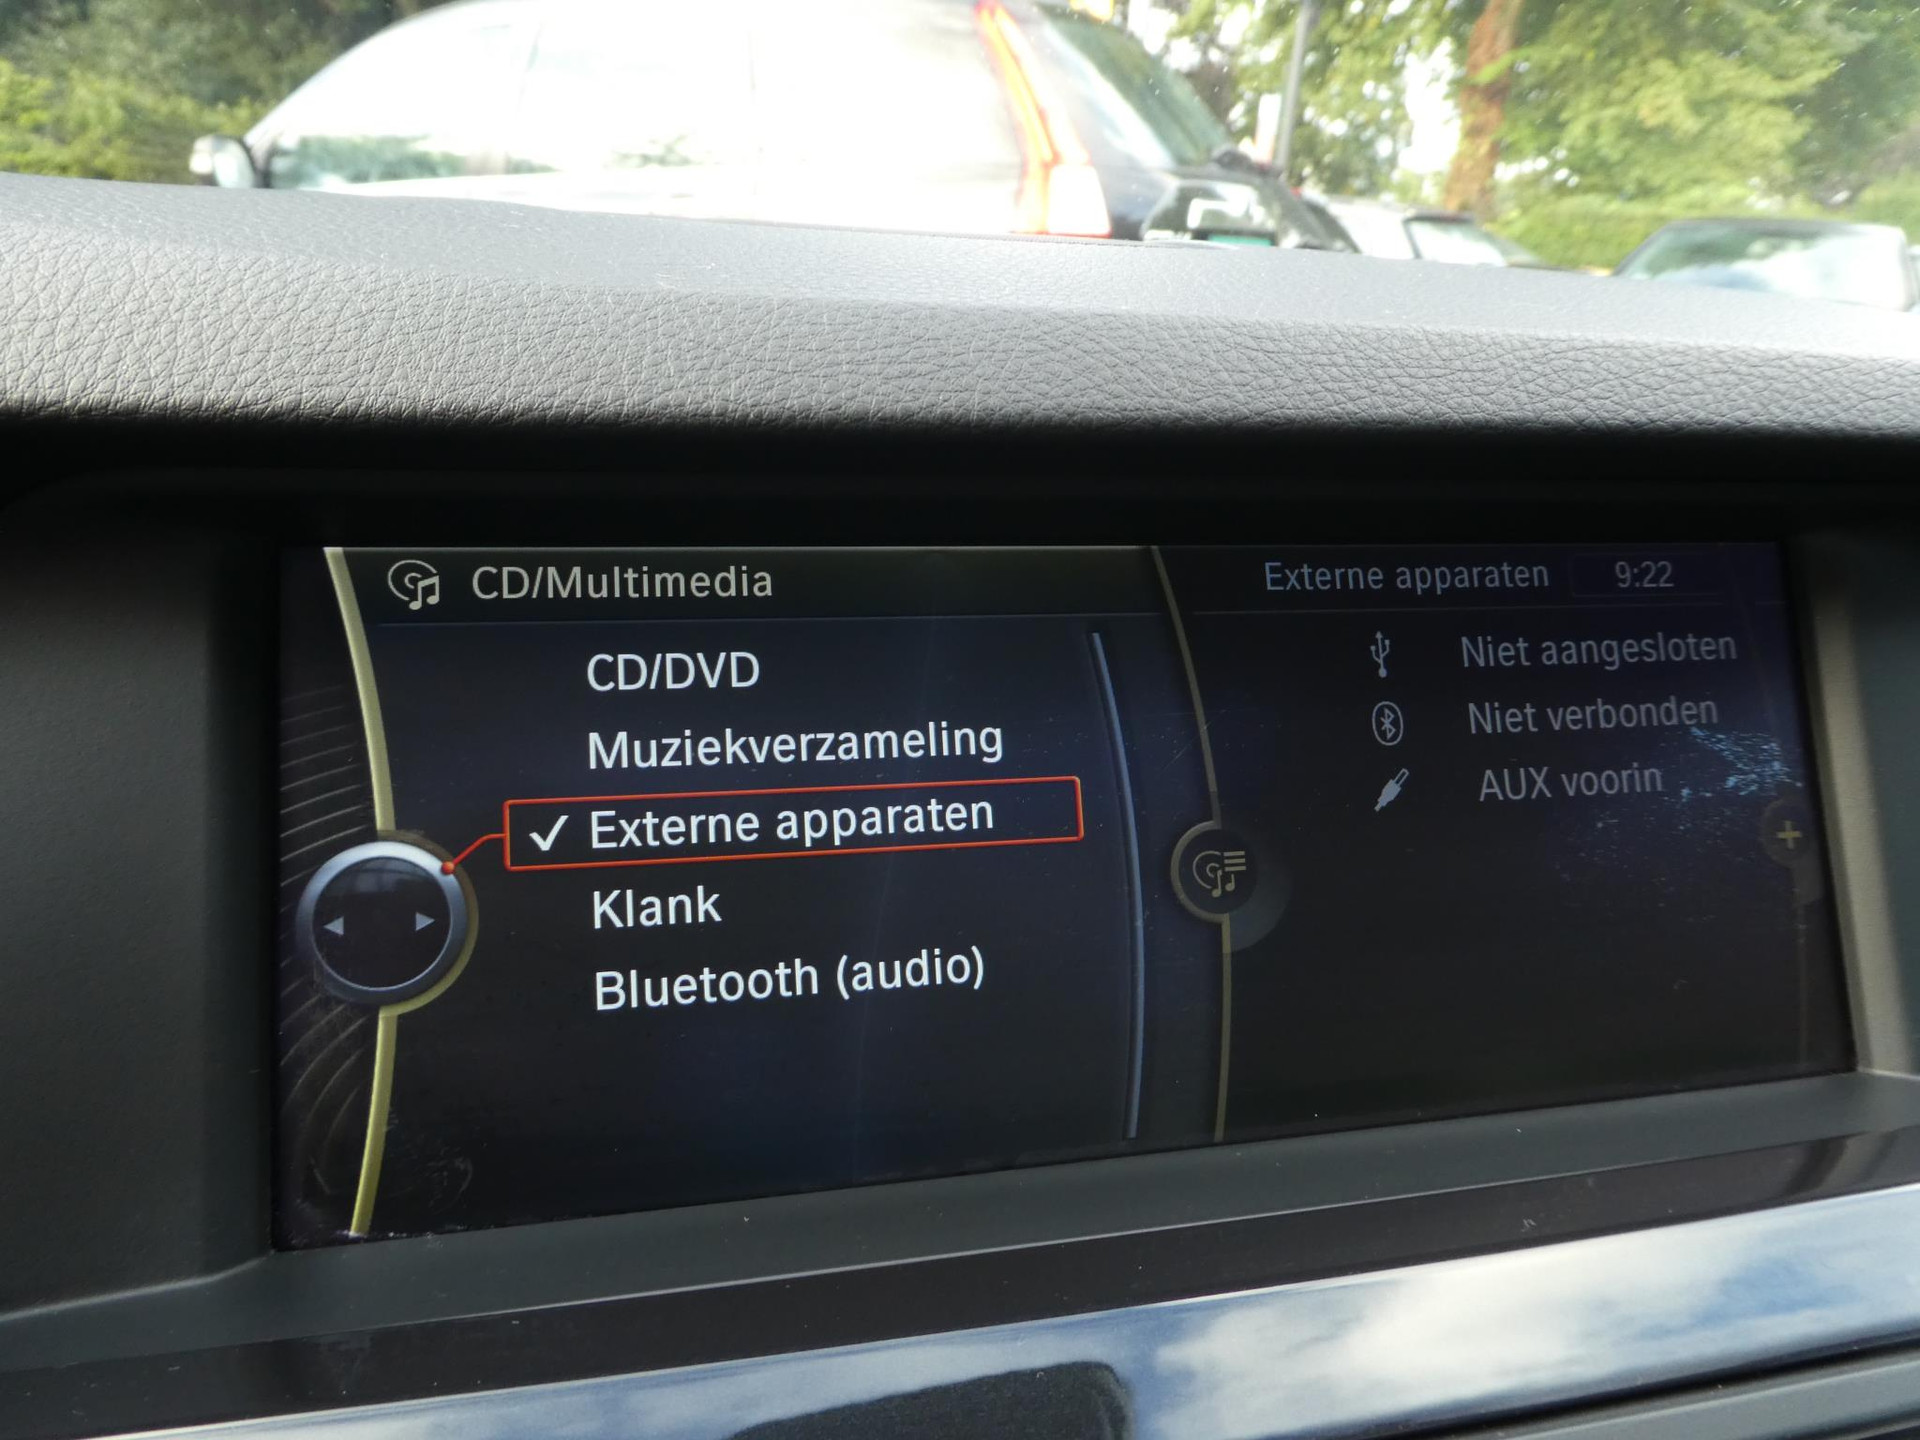 CD/Multimedia
CD/DVD
Muziekverzameling
Externe apparaten
Klank
Bluetooth (audio)
Externe apparaten 9:22
Niet aangesloten
Niet verbonden
AUX voorin